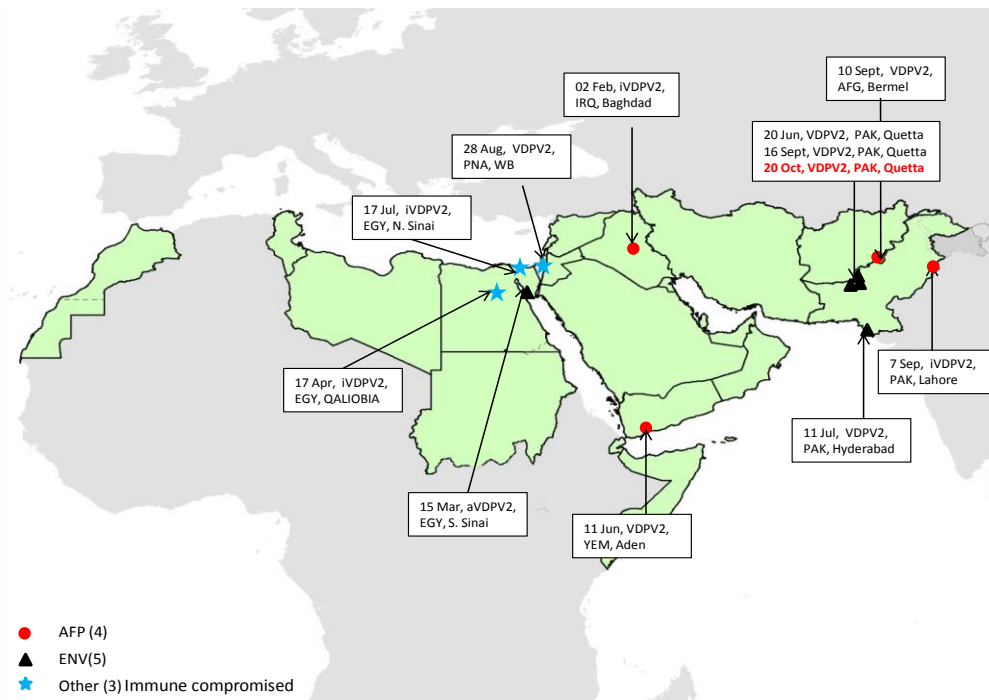 02 Feb, iVDPV2,
IRQ, Baghdad
10 Sept, VDPV2,
AFG, Bermel
28 Aug, VDPV2,
PNA, WB
20 Jun, VDPV2, PAK, Quetta
16 Sept, VDPV2, PAK, Quetta
20 Oct, VDPV2, PAK, Quetta
17 Jul, iVDPV2,
EGY, N. Sinai
17 Apr, iVDPV2,
EGY, QALIOBIA
7 Sep, iVDPV2,
PAK, Lahore
11 Jul, VDPV2,
PAK, Hyderabad
15 Mar, aVDPV2,
EGY, S. Sinai
11 Jun, VDPV2,
YEM, Aden
AFP (4)
ENV(5)
Other (3) Immune compromised